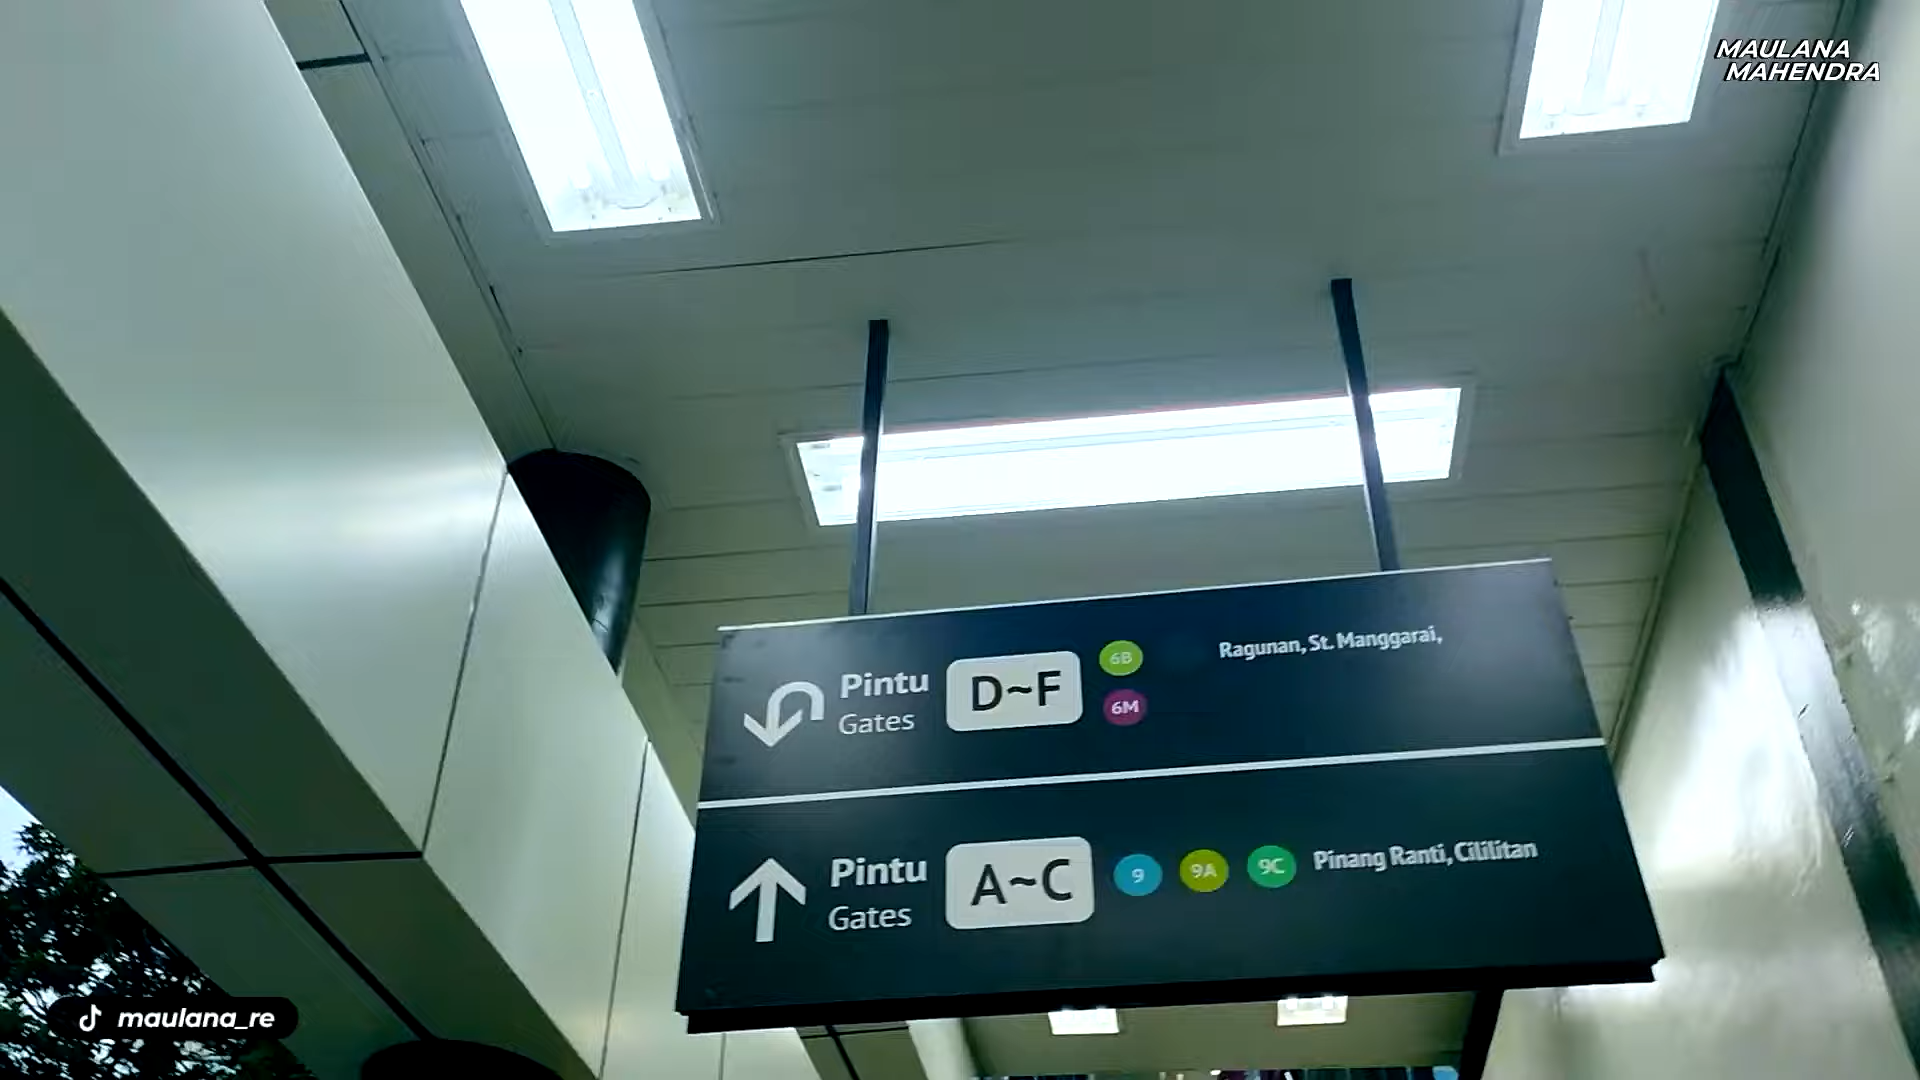 MAULANA
MAHENDRA
Pintu D~F 6B Ragunan, St. Manggarai,
Gates 6M
Pintu A~C 9 9A 9C Pinang Ranti, Cililitan
Gates
maulana_re